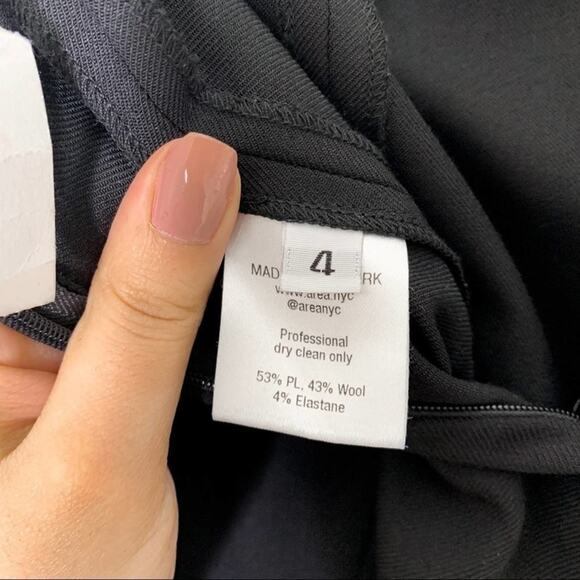 4
MAD RK
www.area.nyc
@areanyc
Professional
dry clean only
53% PL, 43% Wool
4% Elastane